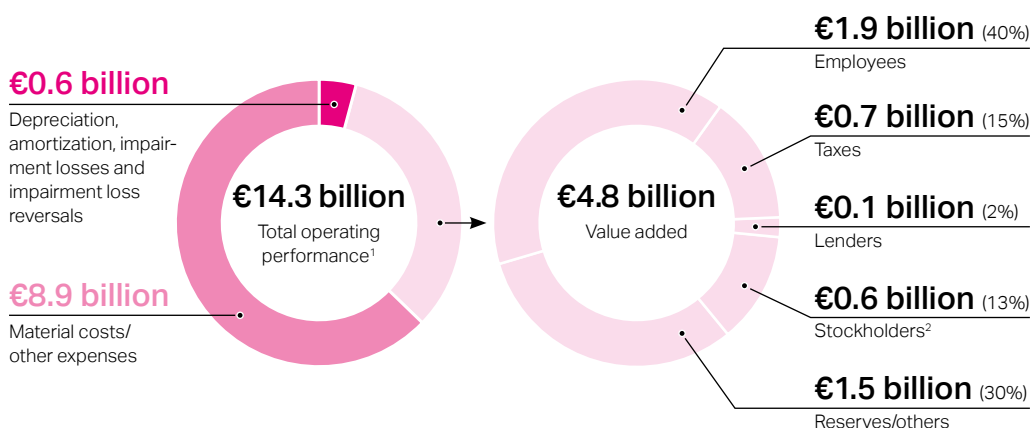 €0.6 billion
Depreciation,
amortization, impair-
ment losses and
impairment loss
reversals
€8.9 billion
Material costs/
other expenses
€14.3 billion
Total operating
performance¹
€4.8 billion
Value added
€1.9 billion (40%)
Employees
€0.7 billion (15%)
Taxes
€0.1 billion (2%)
Lenders
€0.6 billion (13%)
Stockholders²
€1.5 billion (30%)
Reserves/others